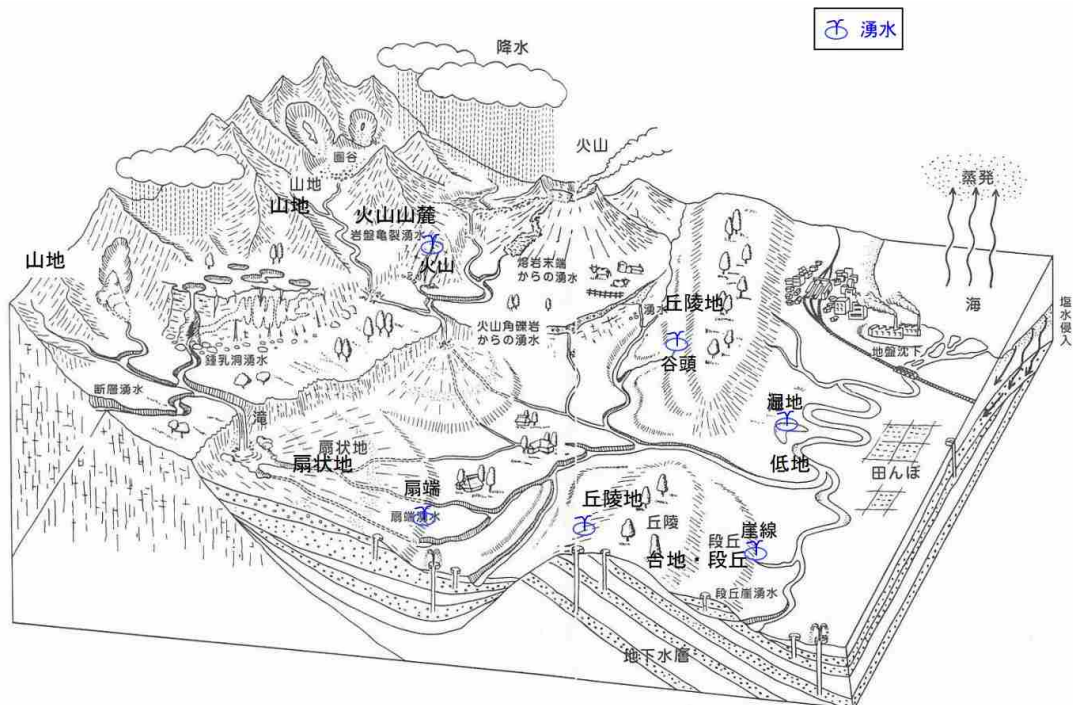 湧水
降水
火山
圏谷
山地
山地
蒸発
火山山麓
岩盤亀裂湧水
火山
山地
熔岩末端
からの湧水
海
塩水侵入
丘陵地
湧水
火山角礫岩
からの湧水
谷頭
地盤沈下
鍾乳洞湧水
断層湧水
滝
湿地
扇状地
扇状地
低地
田んぼ
扇端
扇端湧水
丘陵地
丘陵
崖線
段丘
台地・段丘
段丘崖湧水
地下水層